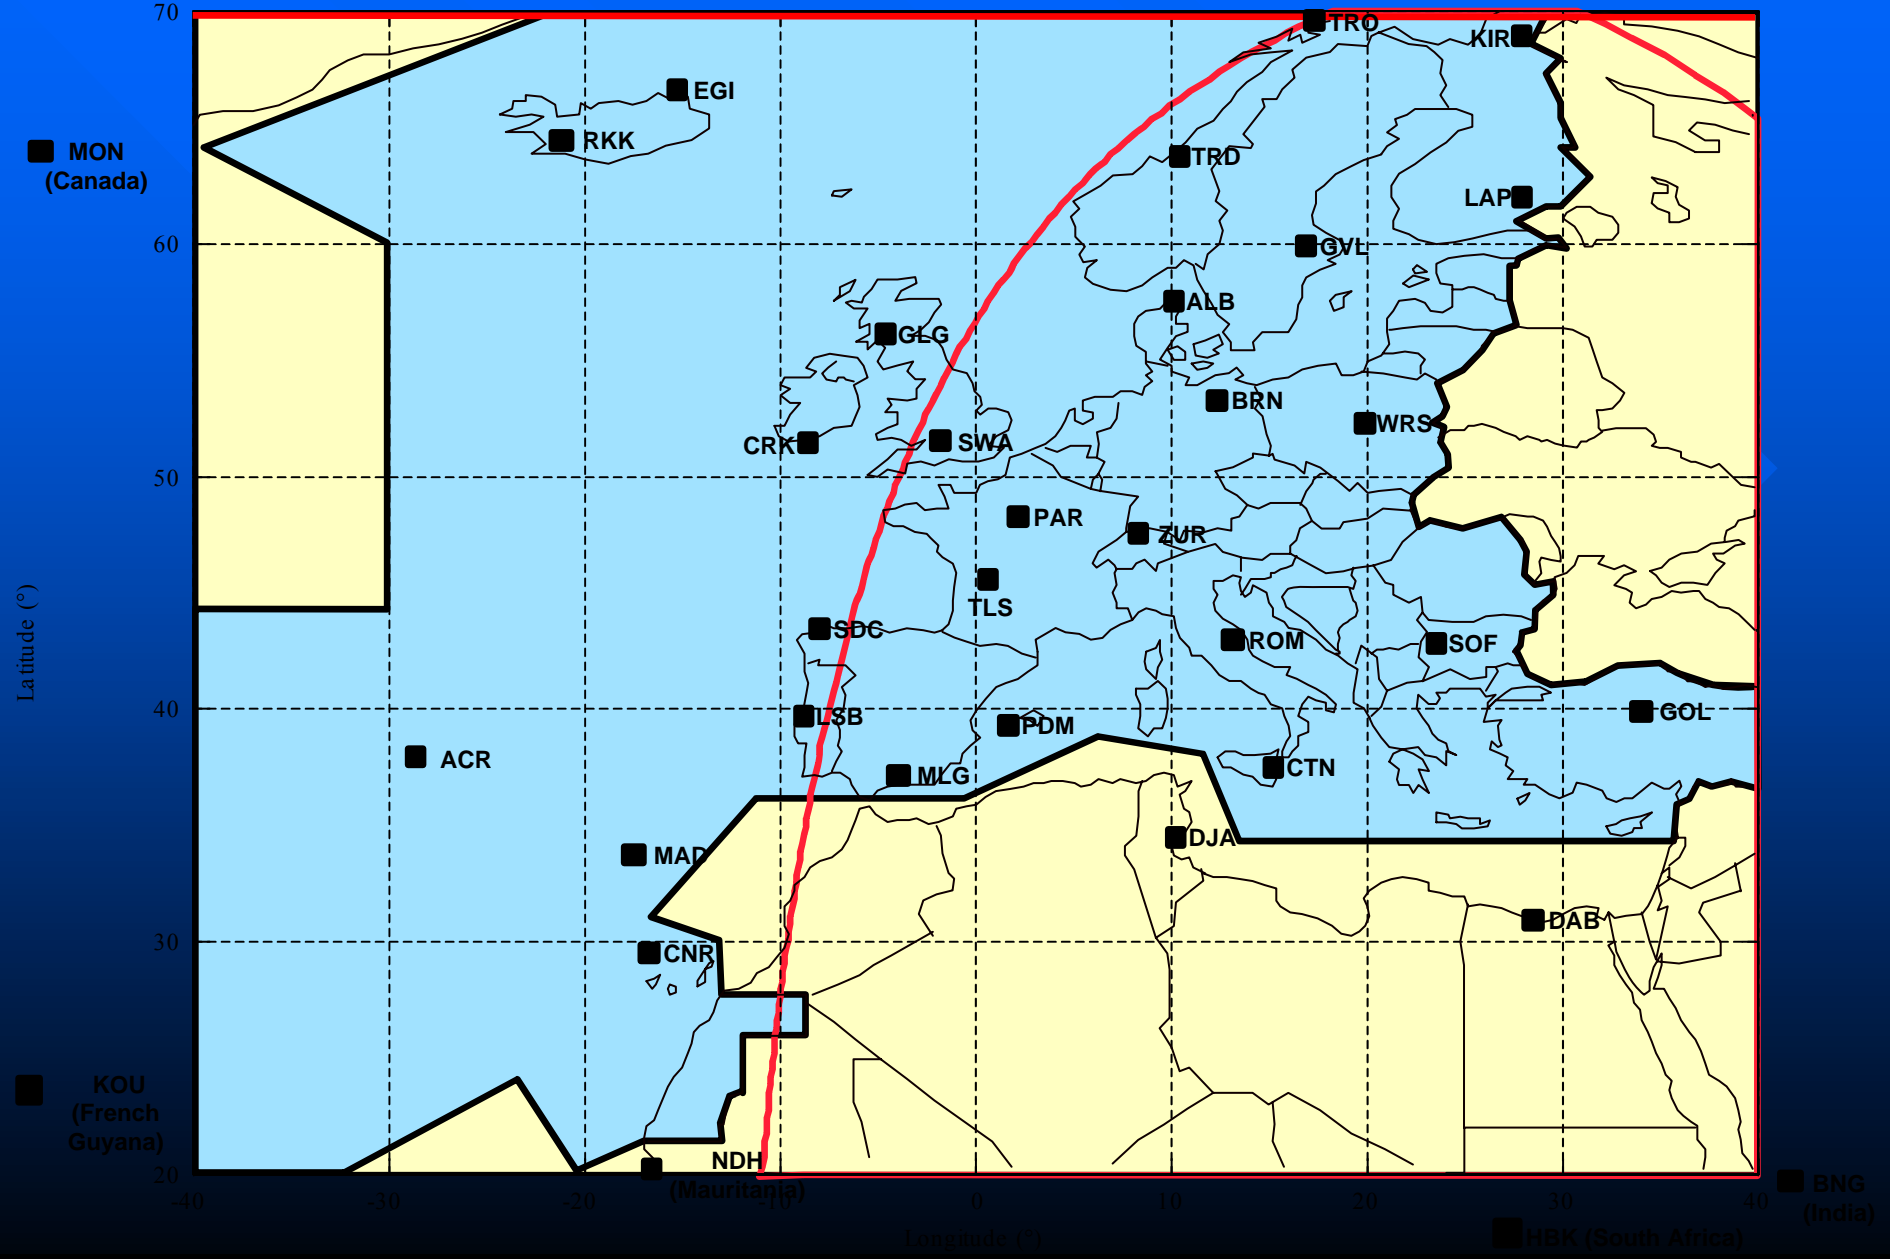 70
TRO
KIR
EGI
RKK
MON
(Canada)
TRD
LAP
60
GVL
ALB
GLG
BRN
WRS
CRK
SWA
50
PAR
ZUR
TLS
Latitude (°)
SDC
ROM
SOF
40
LSB
PDM
GOL
ACR
MLG
CTN
MAD
DJA
DAB
30
CNR
KOU
(French
Guyana)
NDH
(Mauritania)
20
-40
-30
-20
-10
0
10
20
30
40
BNG
(India)
Longitude (°)
HBK (South Africa)